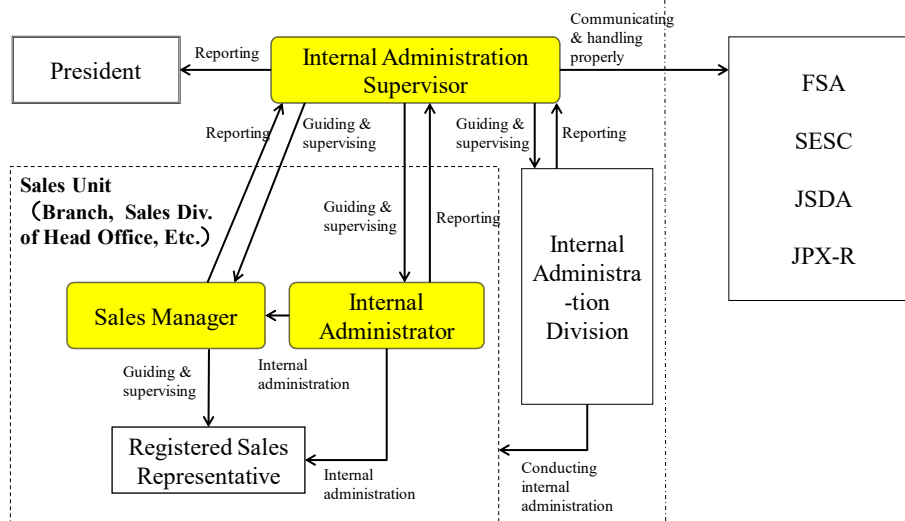 President
Reporting
Internal Administration
Supervisor
Communicating
& handling
properly
FSA
SESC
JSDA
JPX-R
Reporting
Guiding &
supervising
Guiding &
supervising
Reporting
Sales Unit
（Branch, Sales Div.
of Head Office, Etc.）
Guiding &
supervising
Reporting
Internal
Administra
-tion
Division
Sales Manager
Internal
Administrator
Guiding &
supervising
Internal
administration
Registered Sales
Representative
Internal
administration
Conducting
internal
administration